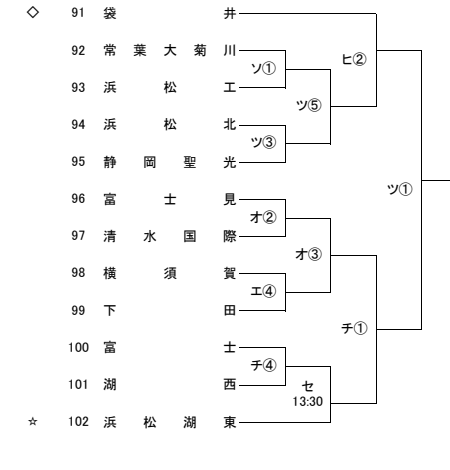 ◇ 91 袋井
ヒ②
92 常葉大菊川
ソ①
93 浜松工
ツ⑤
94 浜松北
ツ③
95 静岡聖光
ツ①
96 富士見
オ②
97 清水国際
オ③
98 横須賀
エ④
99 下田
チ①
100 富士
チ④
101 湖西
セ
13:30
☆ 102 浜松湖東